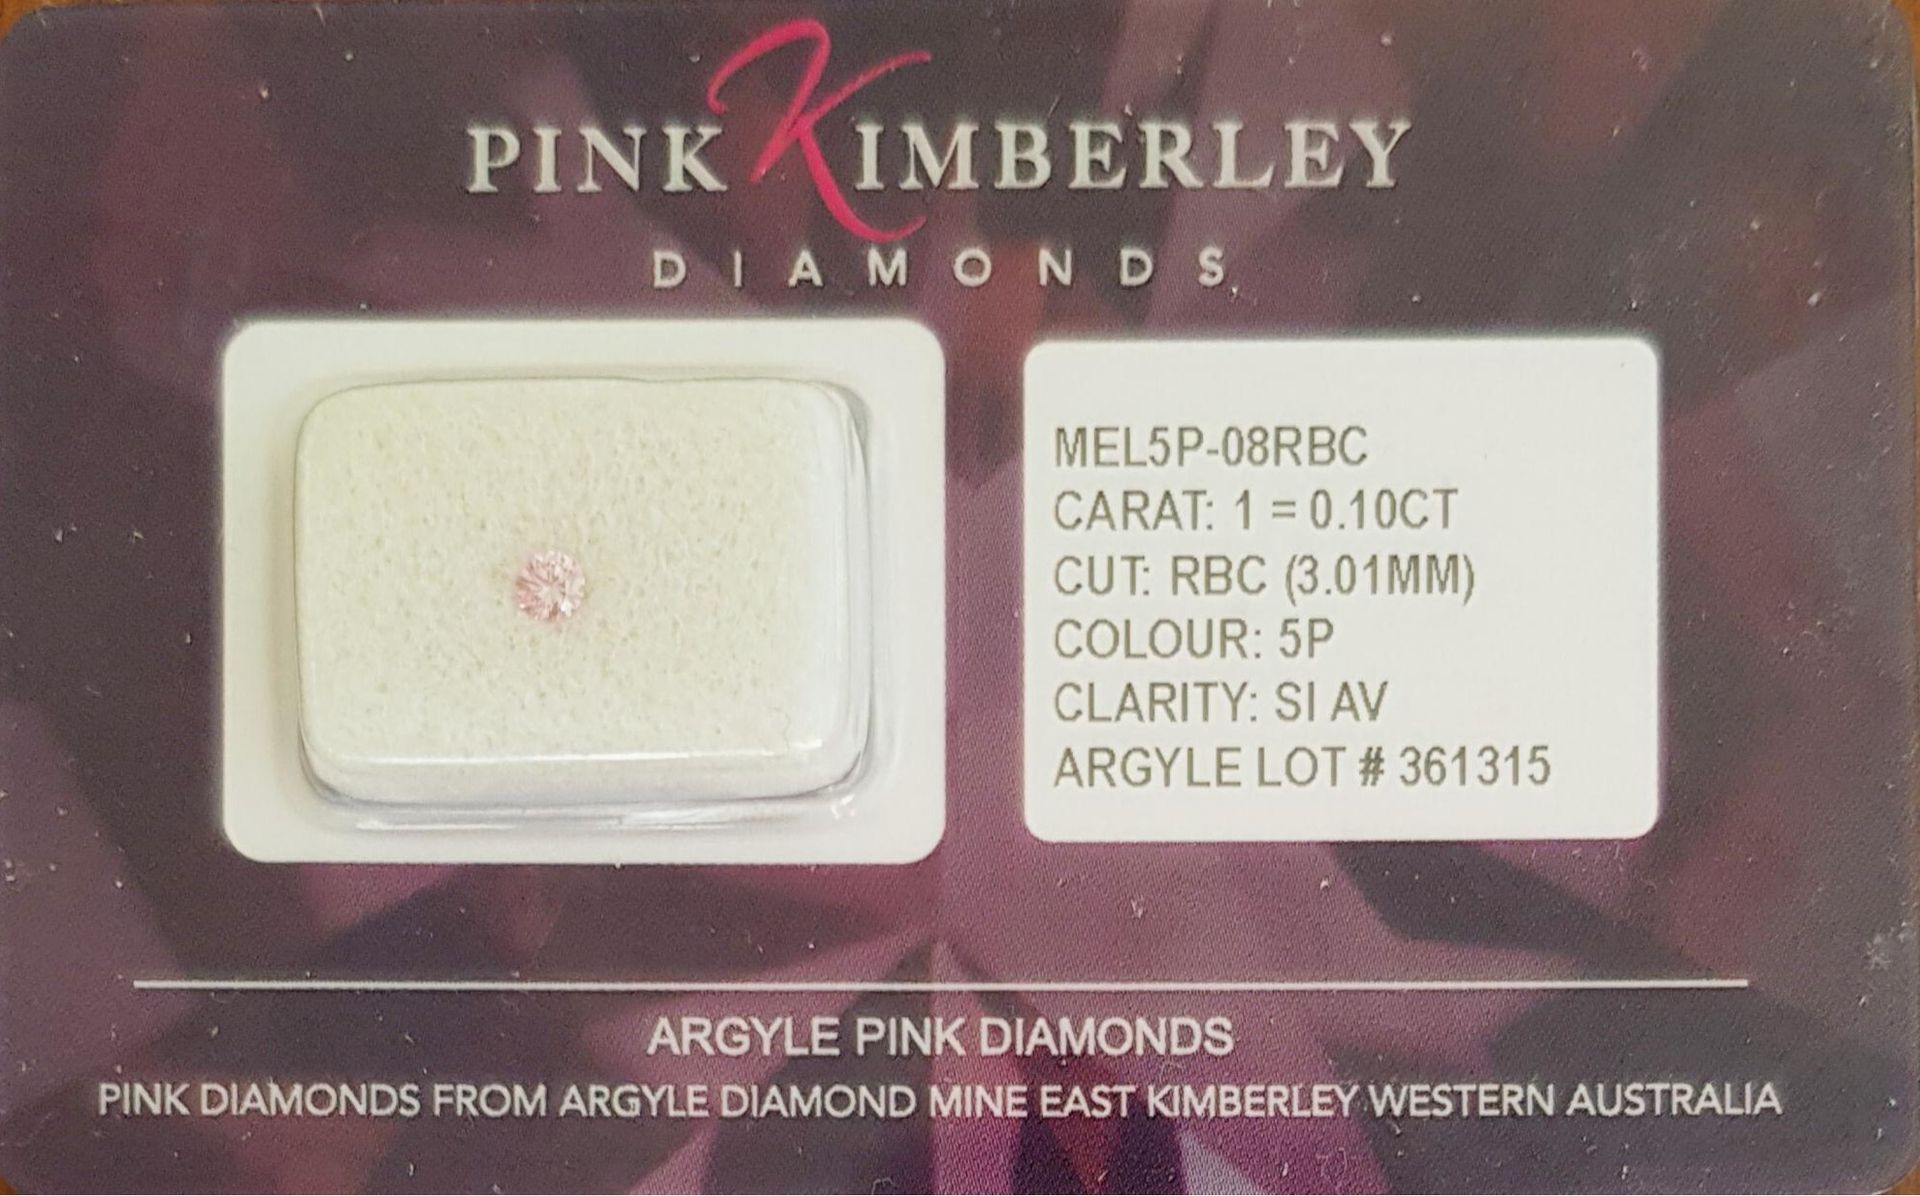 PINK KIMBERLEY
DIAMONDS
MEL5P-08RBC
CARAT: 1 = 0.10CT
CUT: RBC (3.01MM)
COLOUR: 5P
CLARITY: SI AV
ARGYLE LOT # 361315
ARGYLE PINK DIAMONDS
PINK DIAMONDS FROM ARGYLE DIAMOND MINE EAST KIMBERLEY WESTERN AUSTRALIA